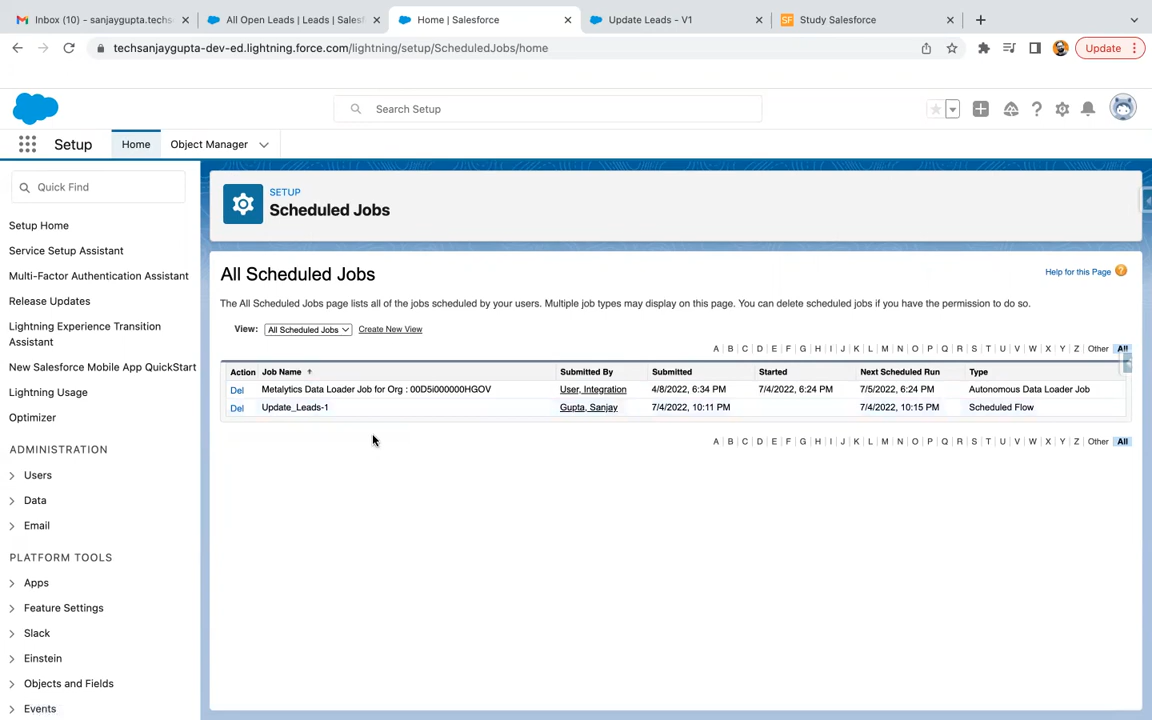 Inbox (10) - sanjaygupta.techs
All Open Leads | Leads | Salesf
Home | Salesforce
Update Leads - V1
SF Study Salesforce
techsanjaygupta-dev-ed.lightning.force.com/lightning/setup/ScheduledJobs/home
Update
Search Setup
Setup
Home
Object Manager
Quick Find
Setup Home
Service Setup Assistant
Multi-Factor Authentication Assistant
Release Updates
Lightning Experience Transition
Assistant
New Salesforce Mobile App QuickStart
Lightning Usage
Optimizer
ADMINISTRATION
Users
Data
Email
PLATFORM TOOLS
Apps
Feature Settings
Slack
Einstein
Objects and Fields
Events
SETUP
Scheduled Jobs
All Scheduled Jobs
Help for this Page ?
The All Scheduled Jobs page lists all of the jobs scheduled by your users. Multiple job types may display on this page. You can delete scheduled jobs if you have the permission to do so.
View: All Scheduled Jobs Create New View
A B C D E F G H I J K L M N O P Q R S T U V W X Y Z Other All
Action Job Name Submitted By Submitted Started Next Scheduled Run Type
Del Metalytics Data Loader Job for Org : 00D5i000000HGOV User, Integration 4/8/2022, 6:34 PM 7/4/2022, 6:24 PM 7/5/2022, 6:24 PM Autonomous Data Loader Job
Del Update_Leads-1 Gupta, Sanjay 7/4/2022, 10:11 PM 7/4/2022, 10:15 PM Scheduled Flow
A B C D E F G H I J K L M N O P Q R S T U V W X Y Z Other All